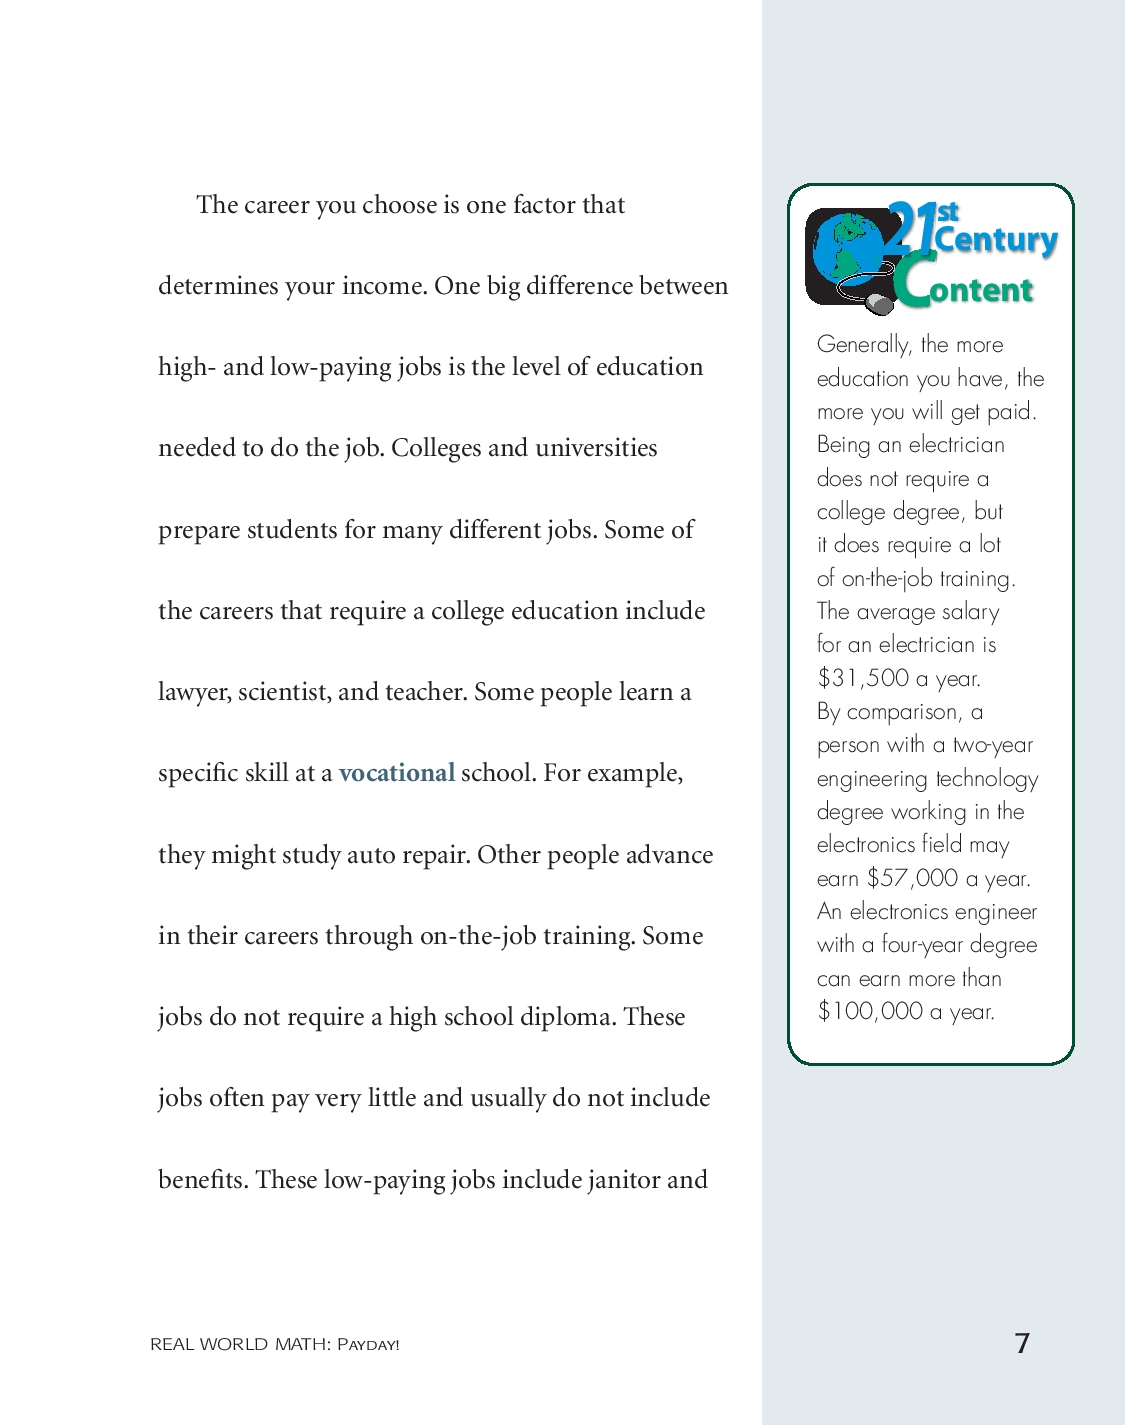 The career you choose is one factor that
determines your income. One big difference between
high- and low-paying jobs is the level of education
needed to do the job. Colleges and universities
prepare students for many different jobs. Some of
the careers that require a college education include
lawyer, scientist, and teacher. Some people learn a
specific skill at a vocational school. For example,
they might study auto repair. Other people advance
in their careers through on-the-job training. Some
jobs do not require a high school diploma. These
jobs often pay very little and usually do not include
benefits. These low-paying jobs include janitor and
21st
Century
Content
Generally, the more
education you have, the
more you will get paid.
Being an electrician
does not require a
college degree, but
it does require a lot
of on-the-job training.
The average salary
for an electrician is
$31,500 a year.
By comparison, a
person with a two-year
engineering technology
degree working in the
electronics field may
earn $57,000 a year.
An electronics engineer
with a four-year degree
can earn more than
$100,000 a year.
REAL WORLD MATH: PAYDAY!
7